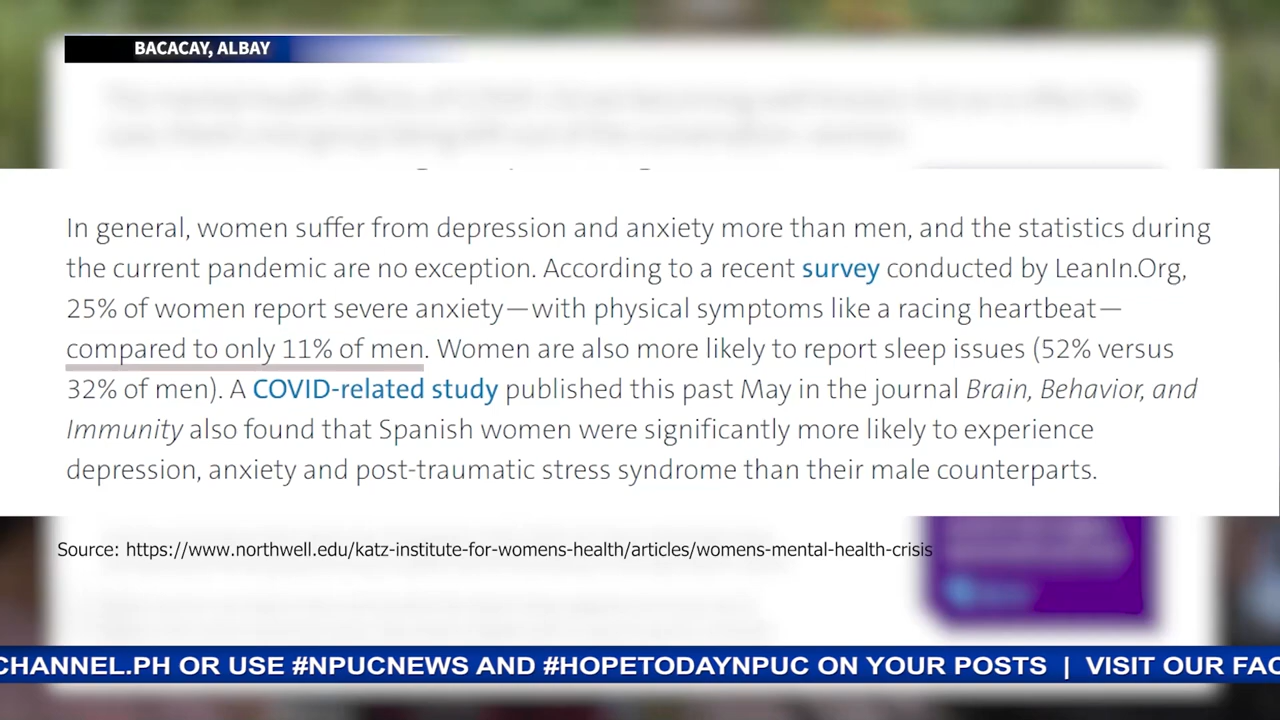 BACACAY, ALBAY
In general, women suffer from depression and anxiety more than men, and the statistics during
the current pandemic are no exception. According to a recent survey conducted by LeanIn.Org,
25% of women report severe anxiety—with physical symptoms like a racing heartbeat—
compared to only 11% of men. Women are also more likely to report sleep issues (52% versus
32% of men). A COVID-related study published this past May in the journal Brain, Behavior, and
Immunity also found that Spanish women were significantly more likely to experience
depression, anxiety and post-traumatic stress syndrome than their male counterparts.
Source: https://www.northwell.edu/katz-institute-for-womens-health/articles/womens-mental-health-crisis
CHANNEL.PH OR USE #NPUCNEWS AND #HOPETODAYNPUC ON YOUR POSTS | VISIT OUR FAC